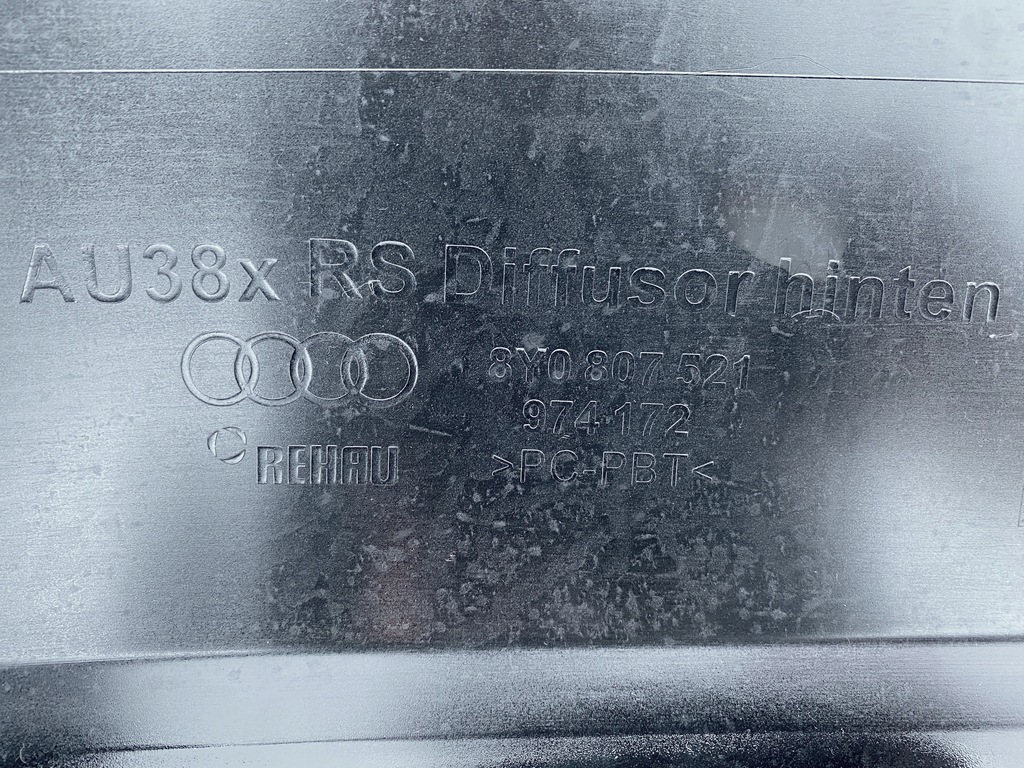 AU38x RS Diffusor hinten
8Y0 807 521
974 172
REHAU
>PC-PBT<